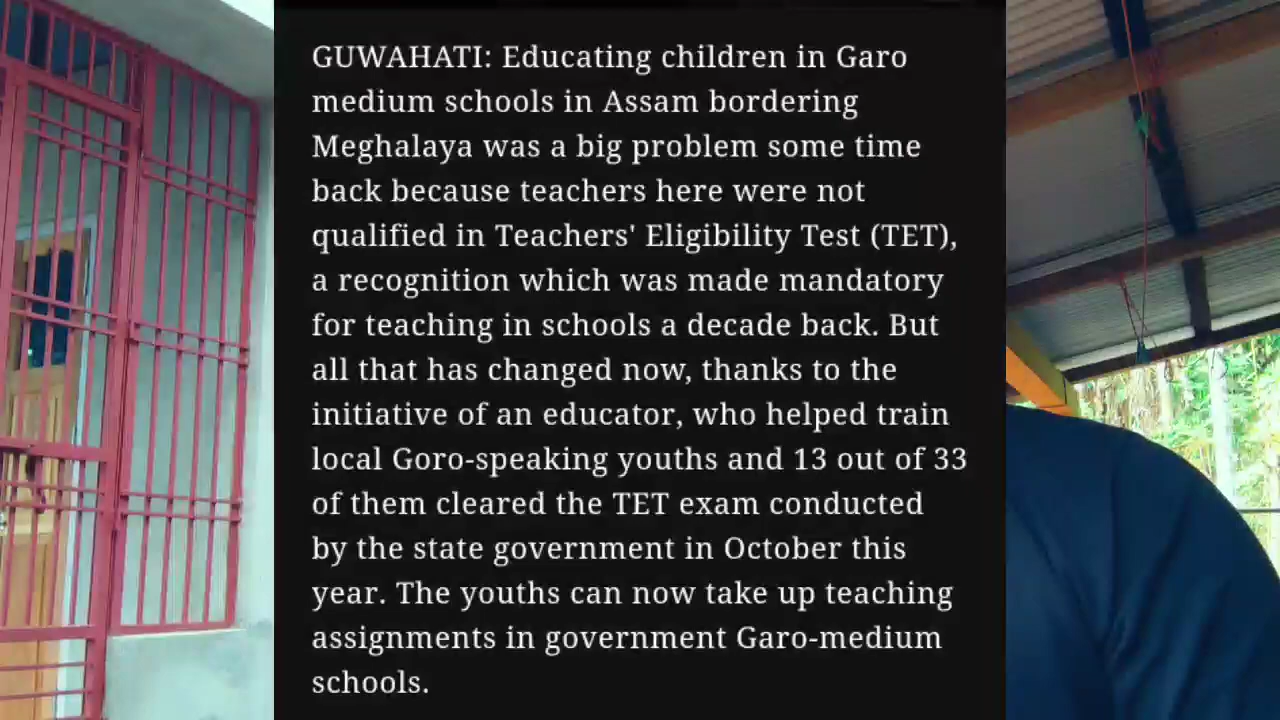 GUWAHATI: Educating children in Garo
medium schools in Assam bordering
Meghalaya was a big problem some time
back because teachers here were not
qualified in Teachers' Eligibility Test (TET),
a recognition which was made mandatory
for teaching in schools a decade back. But
all that has changed now, thanks to the
initiative of an educator, who helped train
local Goro-speaking youths and 13 out of 33
of them cleared the TET exam conducted
by the state government in October this
year. The youths can now take up teaching
assignments in government Garo-medium
schools.